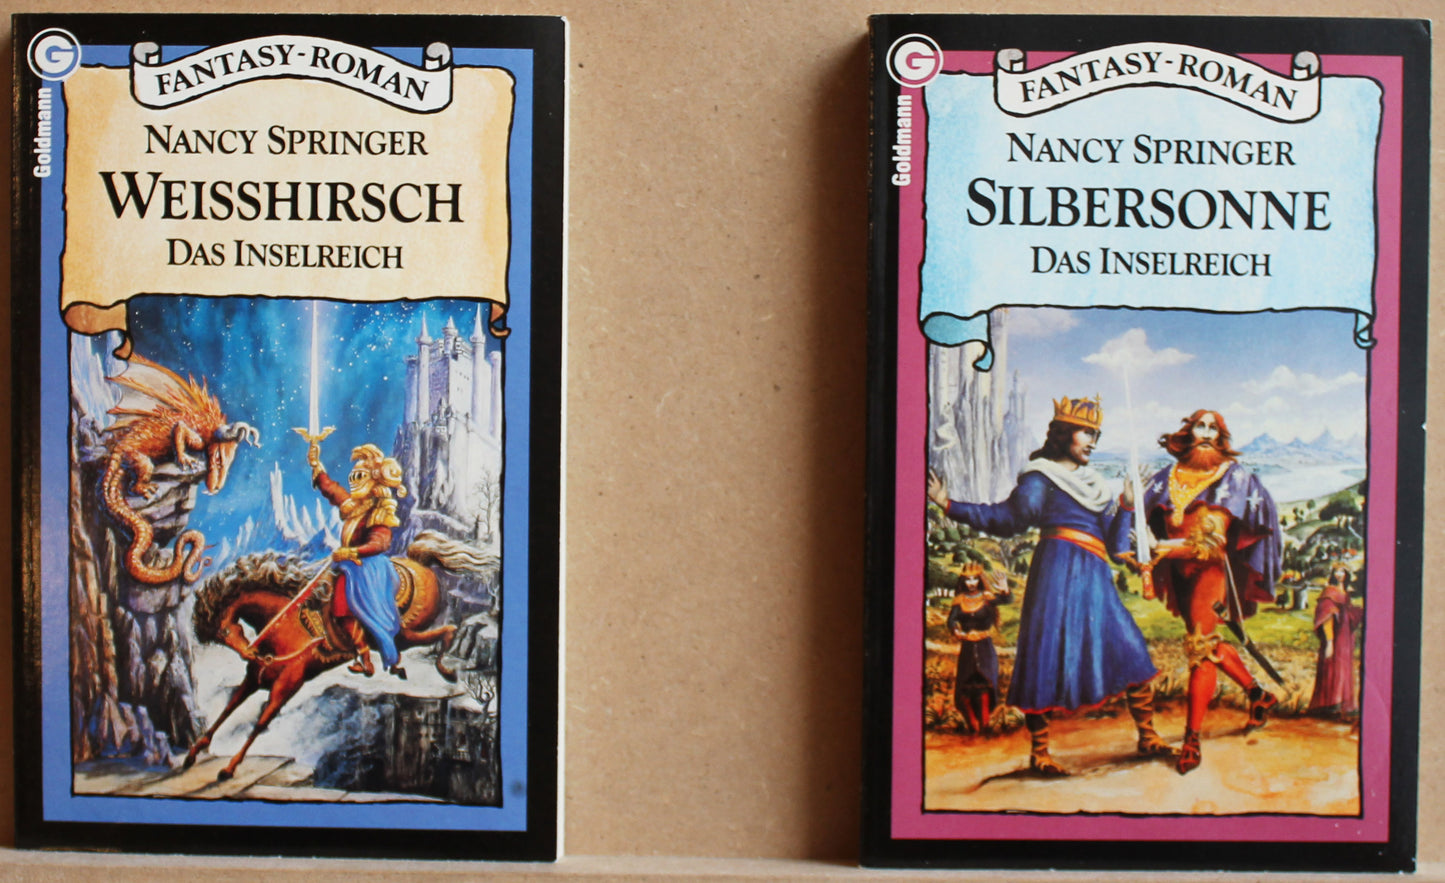 G
Goldmann
FANTASY-ROMAN
NANCY SPRINGER
WEISSHIRSCH
DAS INSELREICH
G
Goldmann
FANTASY-ROMAN
NANCY SPRINGER
SILBERSONNE
DAS INSELREICH